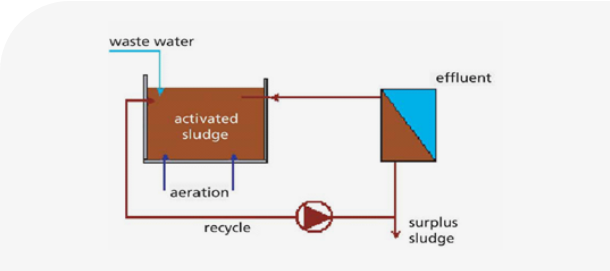 waste water
effluent
activated
sludge
aeration
recycle
surplus
sludge